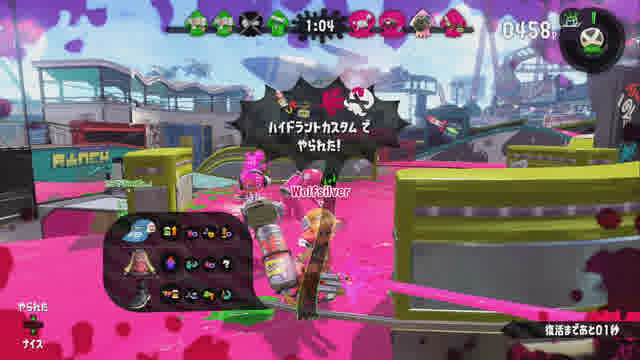 1:04
0458p
ハイドラントカスタム で
やられた!
Wolfsilver
?
やられた
ナイス
復活まであと01秒